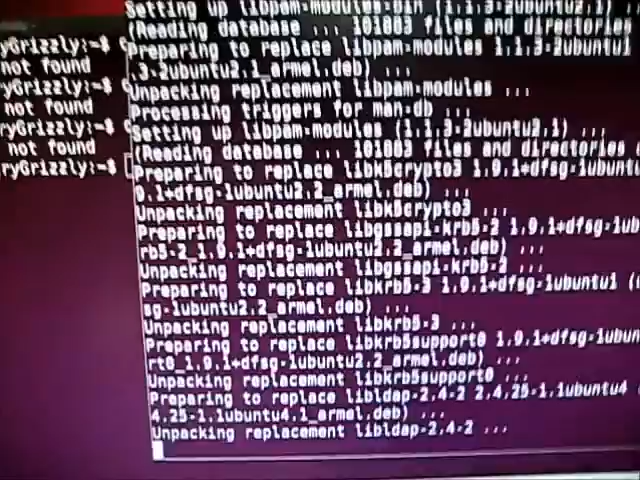 ryGrizzly:~$
not found
ryGrizzly:~$
not found
ryGrizzly:~$
not found
ryGrizzly:~$
Setting up libpam-modules-bin (1.1.3-2ubuntu2.1)
(Reading database ... 101883 files and directories
Preparing to replace libpam-modules 1.1.3-2ubuntu1
.3-2ubuntu2.1_armel.deb) ...
Unpacking replacement libpam-modules ...
Processing triggers for man-db
Setting up libpam-modules (1.1.3-2ubuntu2.1) ...
(Reading database ... 101883 files and directories
Preparing to replace libk5crypto3 1.9.1+dfsg-1ubuntu
0.1+dfsg-1ubuntu2.2_armel.deb) ...
Unpacking replacement libk5crypto3 ...
Preparing to replace libgssapi-krb5-2 1.9.1+dfsg-1ub
rb5-2_1.9.1+dfsg-1ubuntu2.2_armel.deb) ...
Unpacking replacement libgssapi-krb5-2 ...
Preparing to replace libkrb5-3 1.9.1+dfsg-1ubuntu1 (
sg-1ubuntu2.2_armel.deb) ...
Unpacking replacement libkrb5-3 ...
Preparing to replace libkrb5support0 1.9.1+dfsg-1ubun
rt0_1.9.1+dfsg-1ubuntu2.2_armel.deb) ...
Unpacking replacement libkrb5support0 ...
Preparing to replace libldap-2.4-2 2.4.25-1.1ubuntu4
4.25-1.1ubuntu4.1_armel.deb) ...
Unpacking replacement libldap-2.4-2 ...